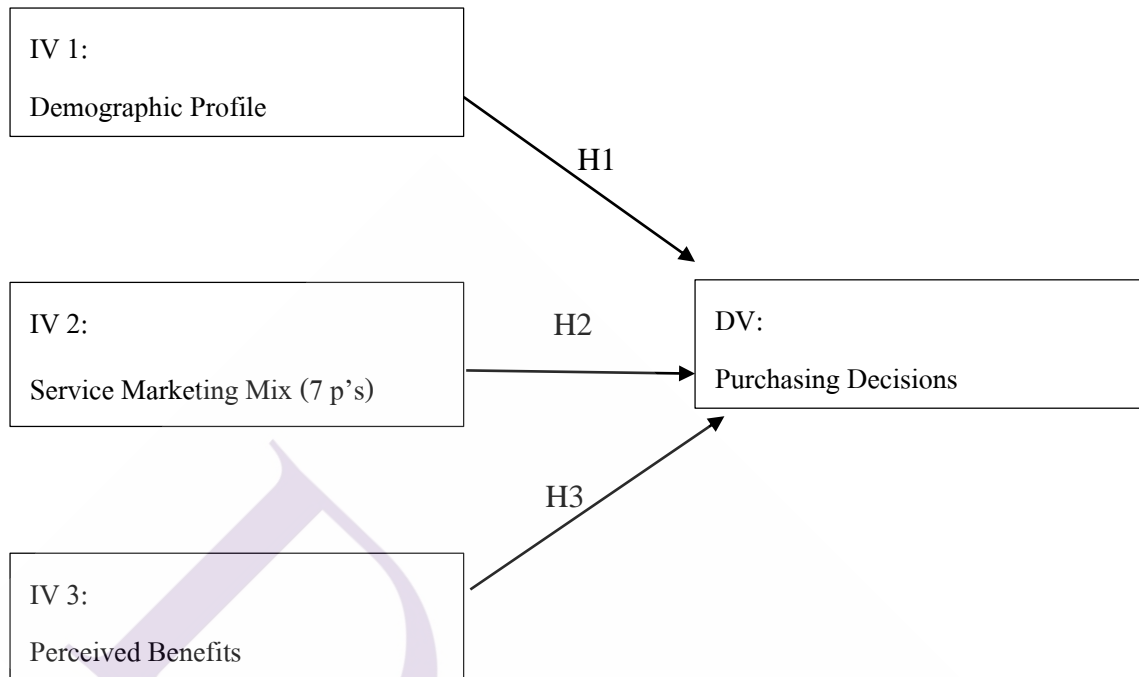 IV 1:
Demographic Profile
H1
IV 2:
Service Marketing Mix (7 p’s)
H2
DV:
Purchasing Decisions
H3
IV 3:
Perceived Benefits